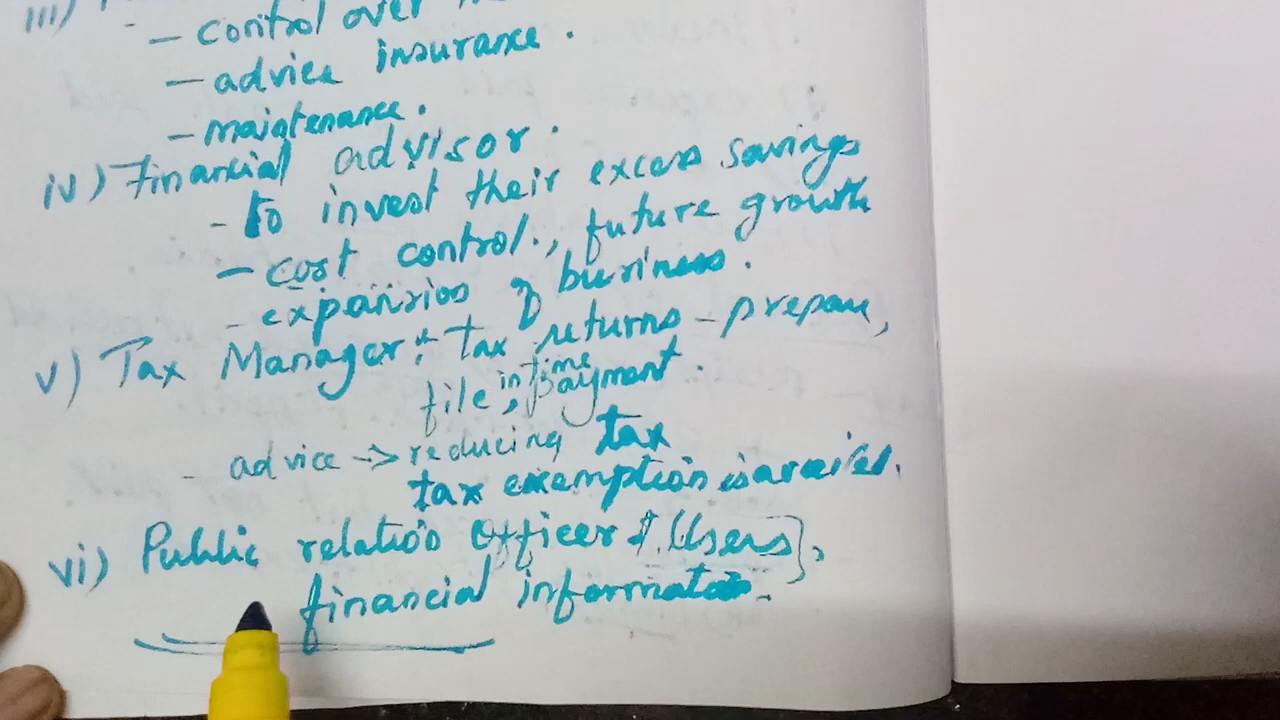 iii)
- control over
- advice insurance.
- maintenance.
iv) Financial advisor.
- to invest their excess savings
- cost control., future growth
- expansion of business.
v) Tax Manager: tax returns - prepare,
file, in time payment.
- advice -> reducing tax
tax exemption
vi) Public relation Officer (Users),
financial information.